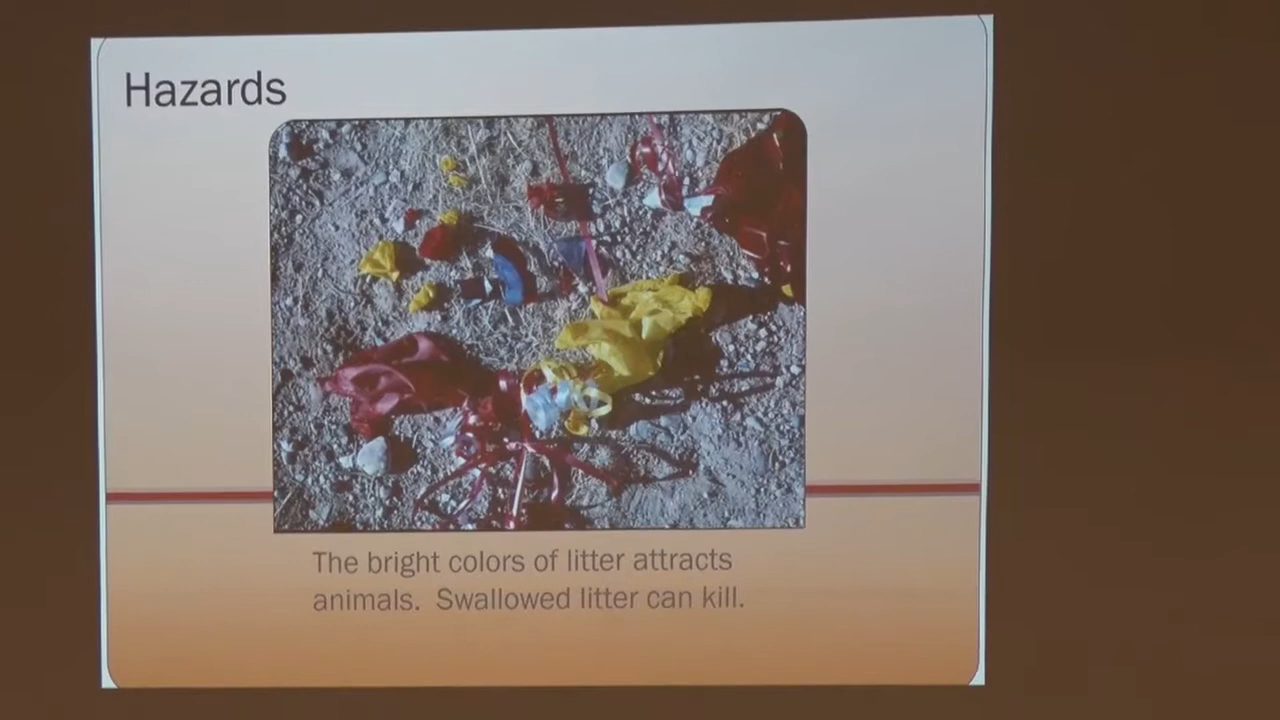 Hazards
The bright colors of litter attracts
animals.  Swallowed litter can kill.